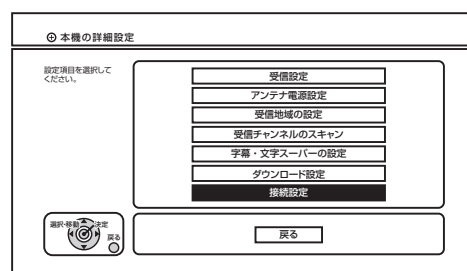 本機の詳細設定
設定項目を選択して
ください。
受信設定
アンテナ電源設定
受信地域の設定
受信チャンネルのスキャン
字幕・文字スーパーの設定
ダウンロード設定
接続設定
選択・移動
決定
戻る
戻る